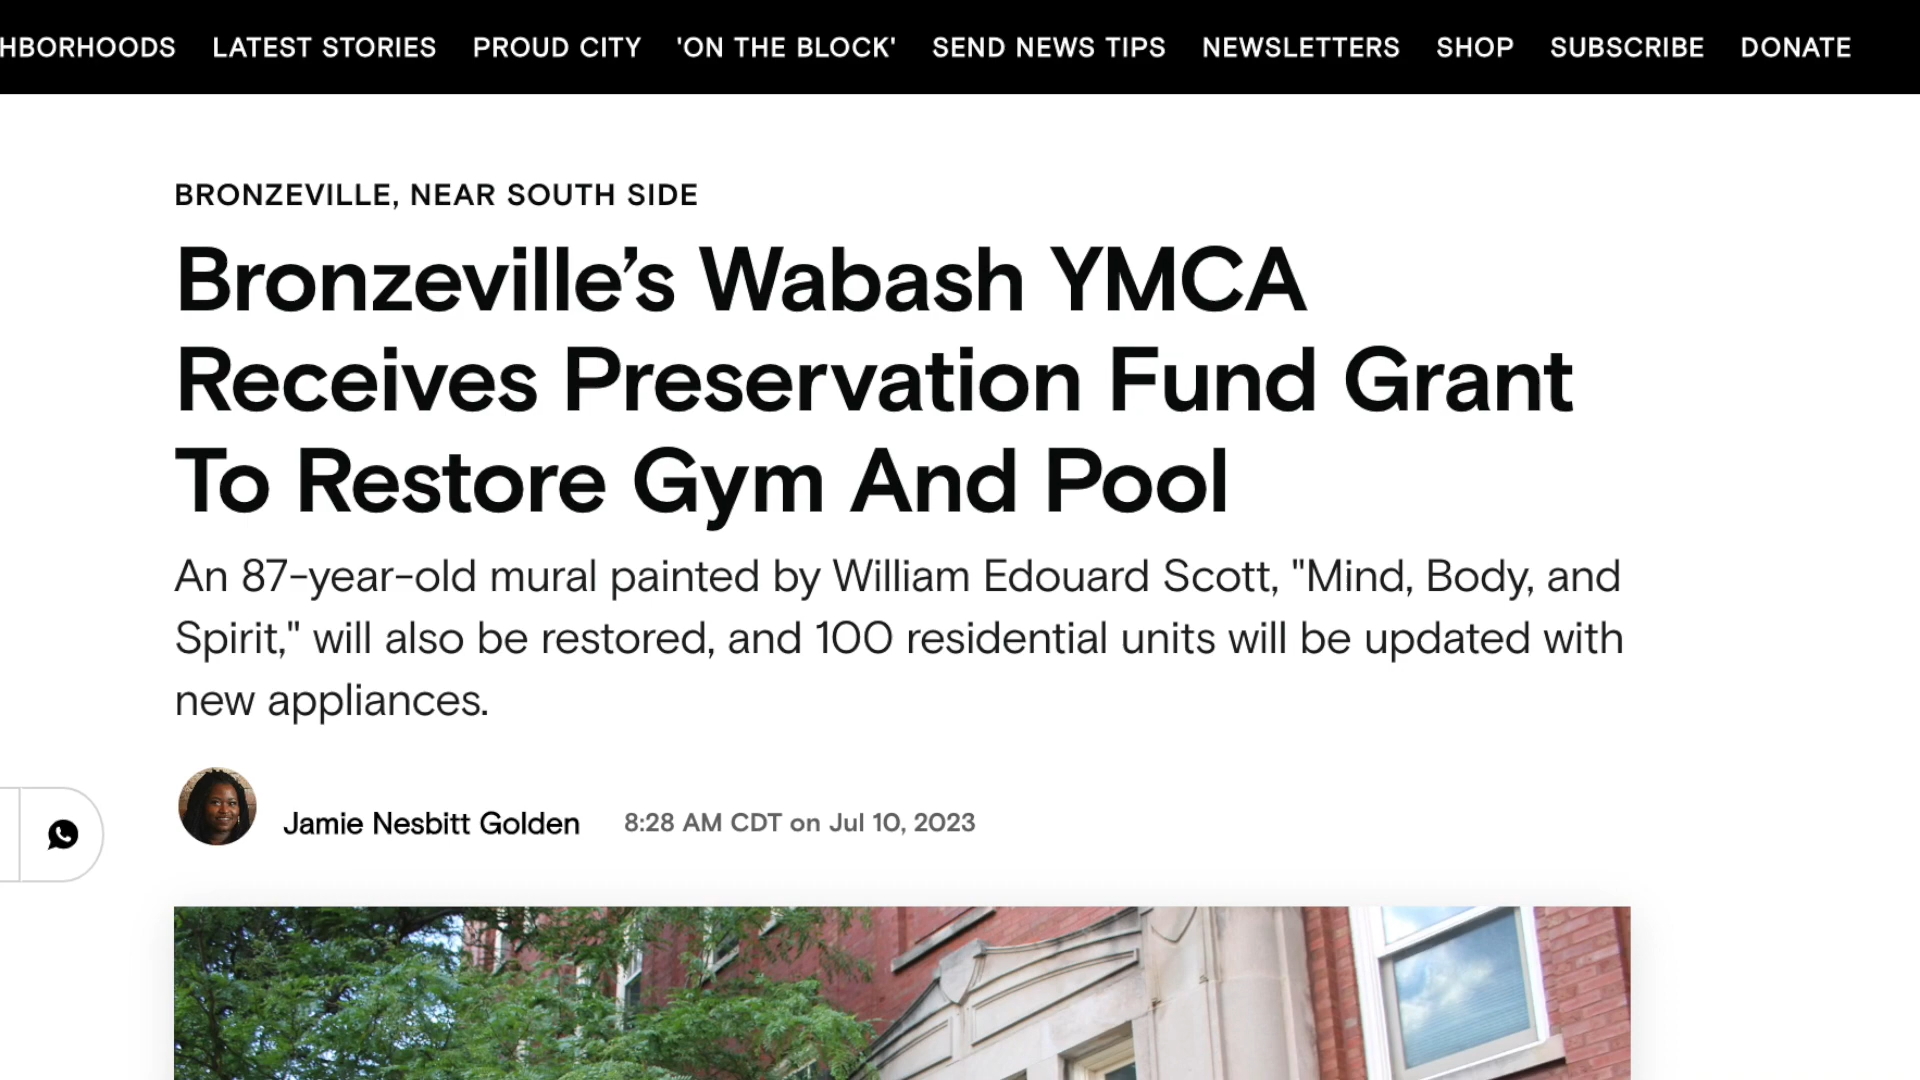 HBORHOODS LATEST STORIES PROUD CITY 'ON THE BLOCK' SEND NEWS TIPS NEWSLETTERS SHOP SUBSCRIBE DONATE
BRONZEVILLE, NEAR SOUTH SIDE
Bronzeville’s Wabash YMCA
Receives Preservation Fund Grant
To Restore Gym And Pool
An 87-year-old mural painted by William Edouard Scott, "Mind, Body, and
Spirit," will also be restored, and 100 residential units will be updated with
new appliances.
Jamie Nesbitt Golden 8:28 AM CDT on Jul 10, 2023